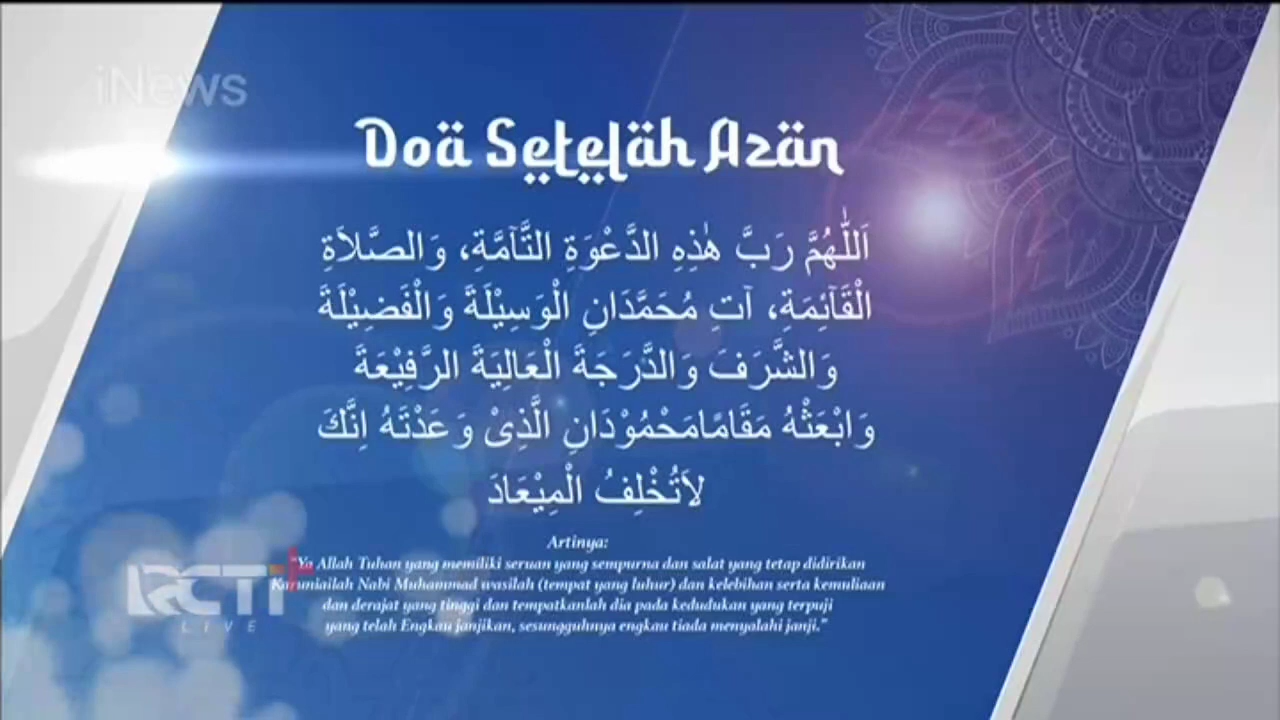 iNews
Doa Setelah Azan
اَللّٰهُمَّ رَبَّ هٰذِهِ الدَّعْوَةِ التَّآمَّةِ، وَالصَّلاَةِ
الْقَآئِمَةِ، آتِ مُحَمَّدَانِ الْوَسِيْلَةَ وَالْفَضِيْلَةَ
وَالشَّرَفَ وَالدَّرَجَةَ الْعَالِيَةَ الرَّفِيْعَةَ
وَابْعَثْهُ مَقَامًامَحْمُوْدَانِ الَّذِىْ وَعَدْتَهُ اِنَّكَ
لاَتُخْلِفُ الْمِيْعَادَ
Artinya:
"Ya Allah Tuhan yang memiliki seruan yang sempurna dan salat yang tetap didirikan
Karuniailah Nabi Muhammad wasilah (tempat yang luhur) dan kelebihan serta kemuliaan
dan derajat yang tinggi dan tempatkanlah dia pada kedudukan yang terpuji
yang telah Engkau janjikan, sesungguhnya engkau tiada menyalahi janji."
RCTI+
LIVE